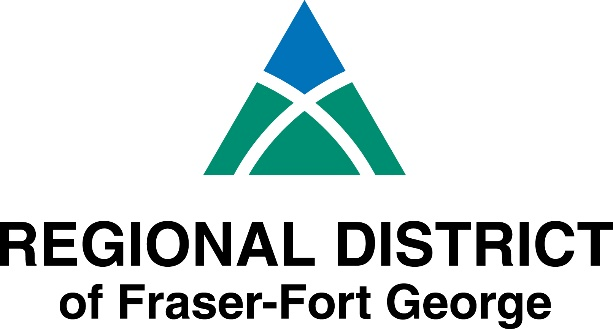 REGIONAL DISTRICT
of Fraser-Fort George